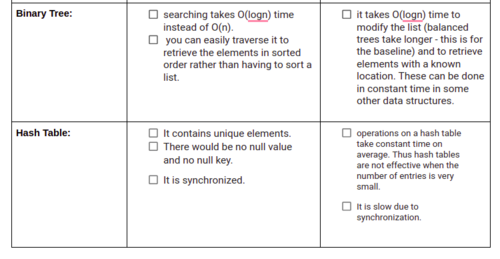 Binary Tree:
searching takes O(logn) time
instead of O(n).
you can easily traverse it to
retrieve the elements in sorted
order rather than having to sort a
list.
it takes O(logn) time to
modify the list (balanced
trees take longer - this is for
the baseline) and to retrieve
elements with a known
location. These can be done
in constant time in some
other data structures.
Hash Table:
It contains unique elements.
There would be no null value
and no null key.
It is synchronized.
operations on a hash table
take constant time on
average. Thus hash tables
are not effective when the
number of entries is very
small.
It is slow due to
synchronization.